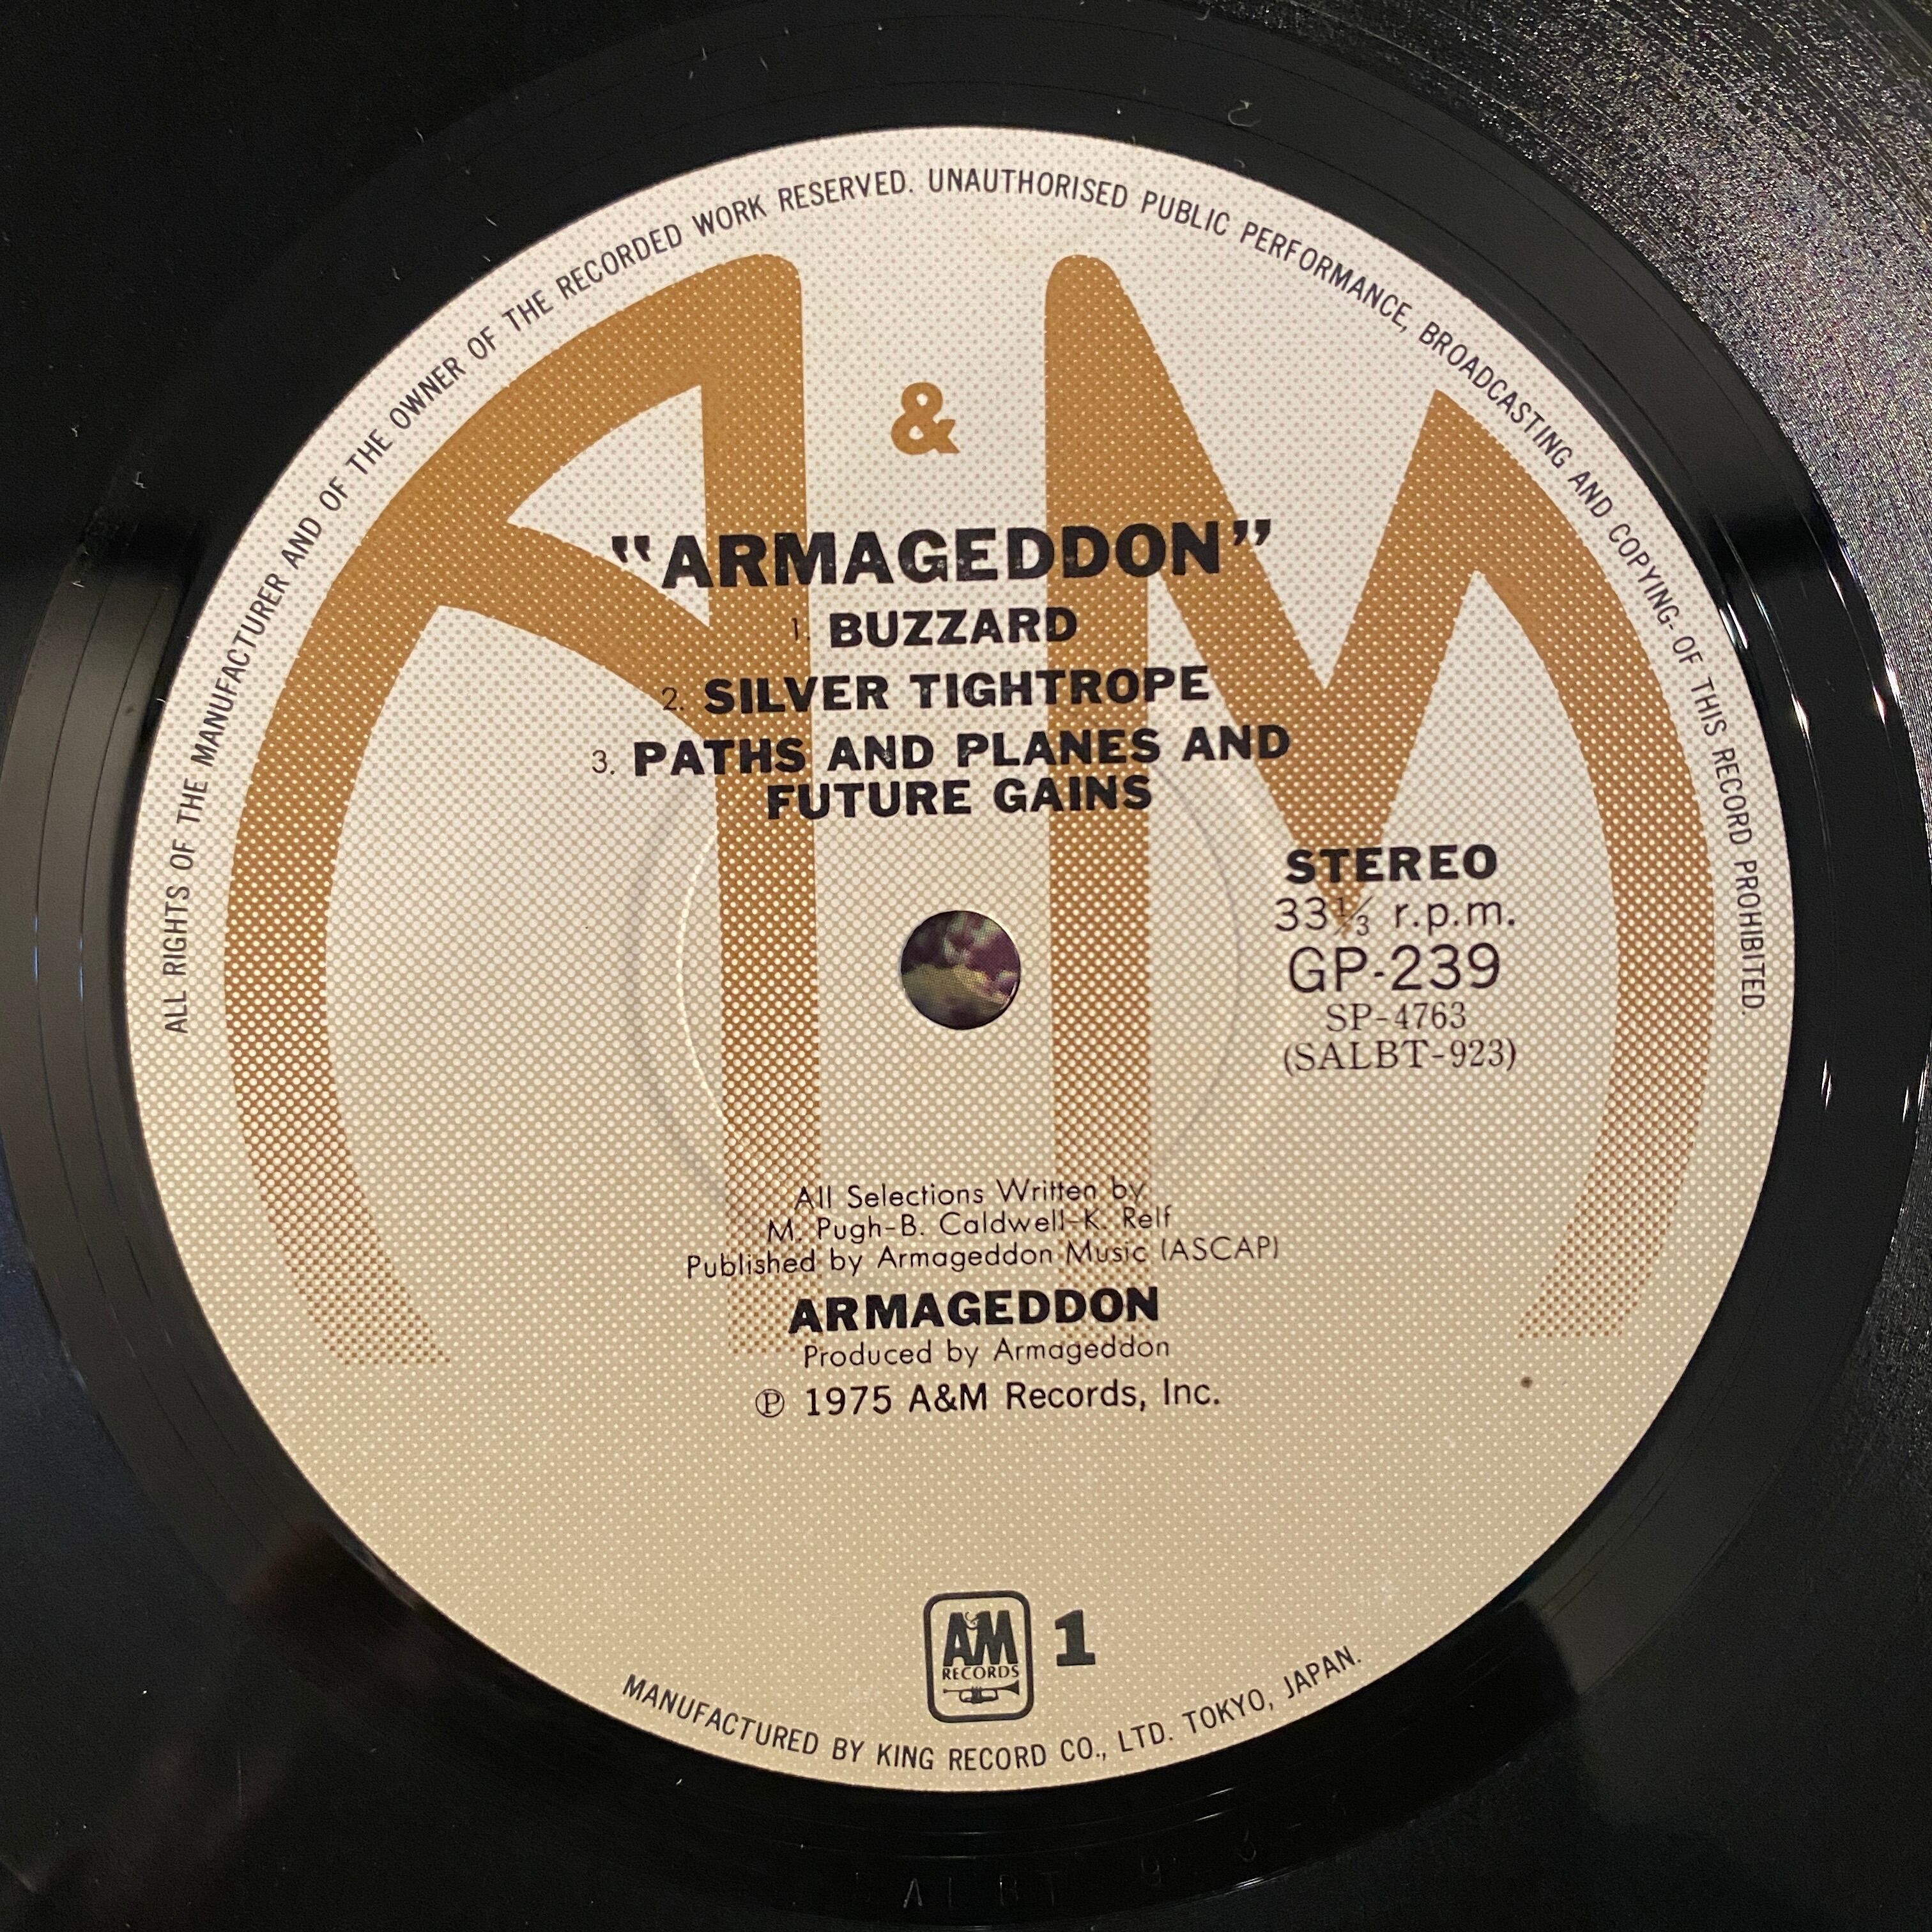 ALL RIGHTS OF THE MANUFACTURER AND OF THE OWNER OF THE RECORDED WORK RESERVED. UNAUTHORISED PUBLIC PERFORMANCE, BROADCASTING AND COPYING- OF THIS RECORD PROHIBITED.
A & M
"ARMAGEDDON"
1. BUZZARD
2. SILVER TIGHTROPE
3. PATHS AND PLANES AND
FUTURE GAINS
STEREO
33⅓ r.p.m.
GP-239
SP-4763
(SALBT-923)
All Selections Written by
M. Pugh-B. Caldwell-K. Relf
Published by Armageddon Music (ASCAP)
ARMAGEDDON
Produced by Armageddon
℗ 1975 A&M Records, Inc.
A&M 1
RECORDS
MANUFACTURED BY KING RECORD CO., LTD. TOKYO, JAPAN.